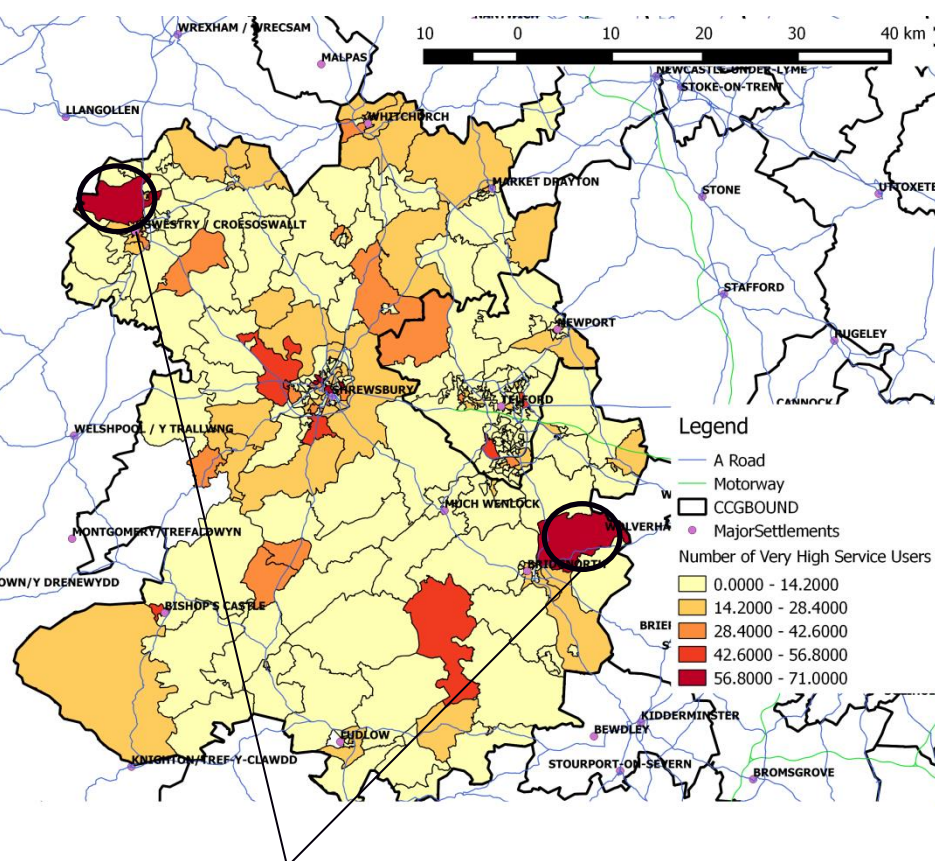 WREXHAM / WRECSAM
MALPAS
10 0 10 20 30 40 km
NEWCASTLE-UNDER-LYME
STOKE-ON-TRENT
LLANGOLLEN
WHITCHURCH
MARKET DRAYTON
STONE
UTTOXETE
OSWESTRY / CROESOSWALLT
STAFFORD
NEWPORT
RUGELEY
SHREWSBURY
TELFORD
CANNOCK
WELSHPOOL / Y TRALLWNG
MUCH WENLOCK
WOLVERHA
MONTGOMERY/TREFALDWYN
BRIDGNORTH
OWN/Y DRENEWYDD
BISHOP'S CASTLE
BRIE
LUDLOW
KIDDERMINSTER
BEWDLEY
KNIGHTON/TREF-Y-CLAWDD
STOURPORT-ON-SEVERN
BROMSGROVE
Legend
A Road
Motorway
CCGBOUND
MajorSettlements
Number of Very High Service Users
0.0000 - 14.2000
14.2000 - 28.4000
28.4000 - 42.6000
42.6000 - 56.8000
56.8000 - 71.0000